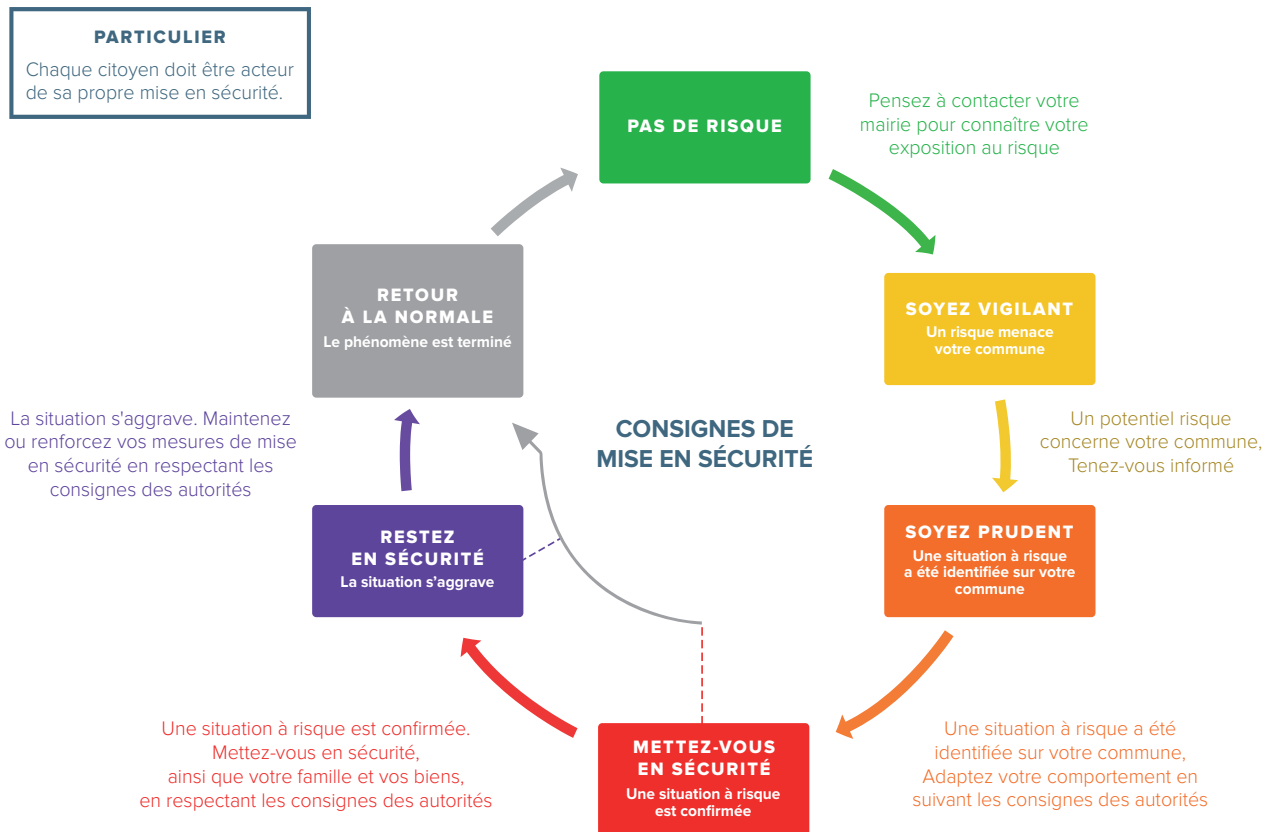 PARTICULIER
Chaque citoyen doit être acteur
de sa propre mise en sécurité.
PAS DE RISQUE
Pensez à contacter votre
mairie pour connaître votre
exposition au risque
SOYEZ VIGILANT
Un risque menace
votre commune
Un potentiel risque
concerne votre commune,
Tenez-vous informé
SOYEZ PRUDENT
Une situation à risque
a été identifiée sur votre
commune
Une situation à risque a été
identifiée sur votre commune,
Adaptez votre comportement en
suivant les consignes des autorités
METTEZ-VOUS
EN SÉCURITÉ
Une situation à risque
est confirmée
Une situation à risque est confirmée.
Mettez-vous en sécurité,
ainsi que votre famille et vos biens,
en respectant les consignes des autorités
RESTEZ
EN SÉCURITÉ
La situation s’aggrave
La situation s'aggrave. Maintenez
ou renforcez vos mesures de mise
en sécurité en respectant les
consignes des autorités
RETOUR
À LA NORMALE
Le phénomène est terminé
CONSIGNES DE
MISE EN SÉCURITÉ